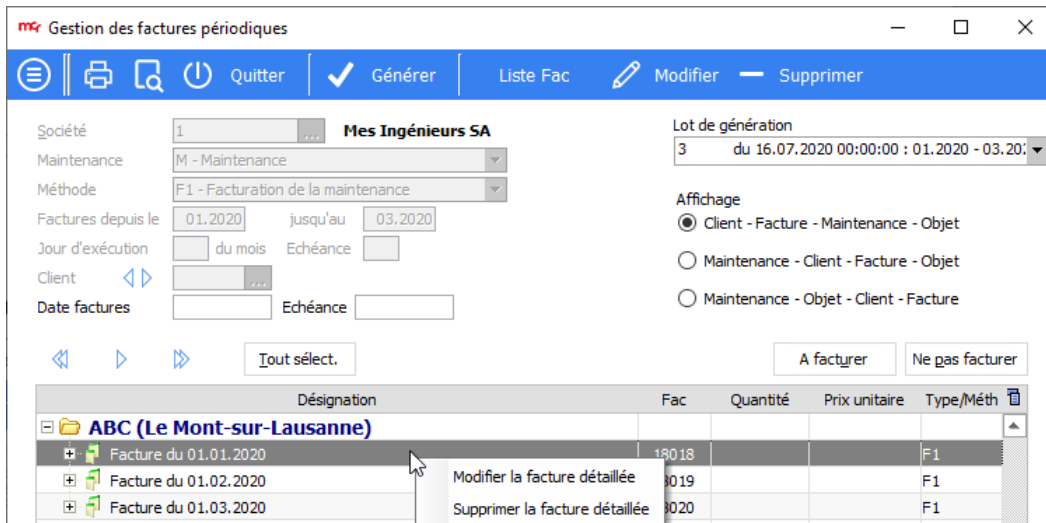 mcr Gestion des factures périodiques
Quitter Générer Liste Fac Modifier Supprimer
Société 1 ... Mes Ingénieurs SA
Lot de génération
Maintenance M - Maintenance
3 du 16.07.2020 00:00:00 : 01.2020 - 03.202
Méthode F1 - Facturation de la maintenance
Affichage
Factures depuis le 01.2020 jusqu'au 03.2020
Client - Facture - Maintenance - Objet
Jour d'exécution du mois Echéance
Maintenance - Client - Facture - Objet
Client ...
Date factures Echéance
Maintenance - Objet - Client - Facture
Tout sélect. A facturer Ne pas facturer
Désignation Fac Quantité Prix unitaire Type/Méth
ABC (Le Mont-sur-Lausanne)
Facture du 01.01.2020 18018 F1
Modifier la facture détaillée
Facture du 01.02.2020 8019 F1
Supprimer la facture détaillée
Facture du 01.03.2020 8020 F1